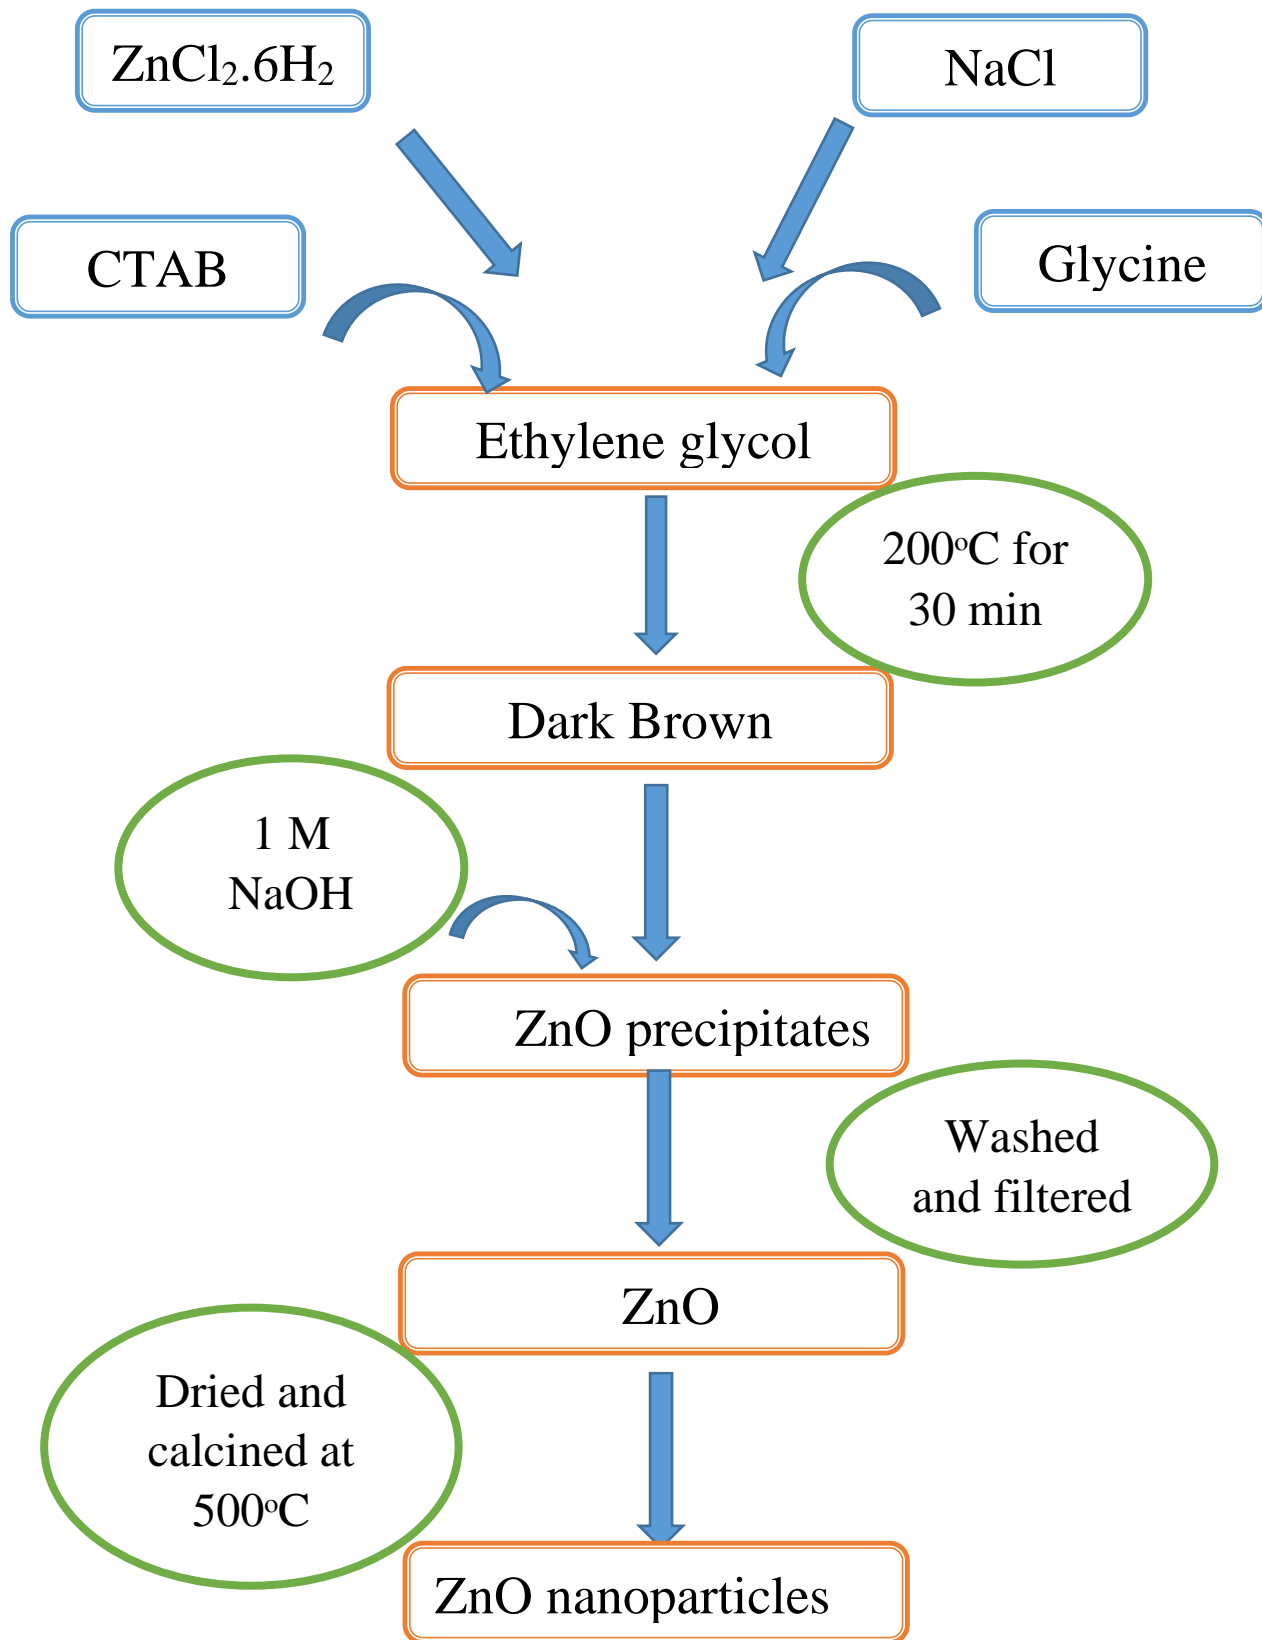 ZnCl₂.6H₂
NaCl
CTAB
Glycine
Ethylene glycol
200ᵒC for
30 min
Dark Brown
1 M
NaOH
ZnO precipitates
Washed
and filtered
ZnO
Dried and
calcined at
500ᵒC
ZnO nanoparticles